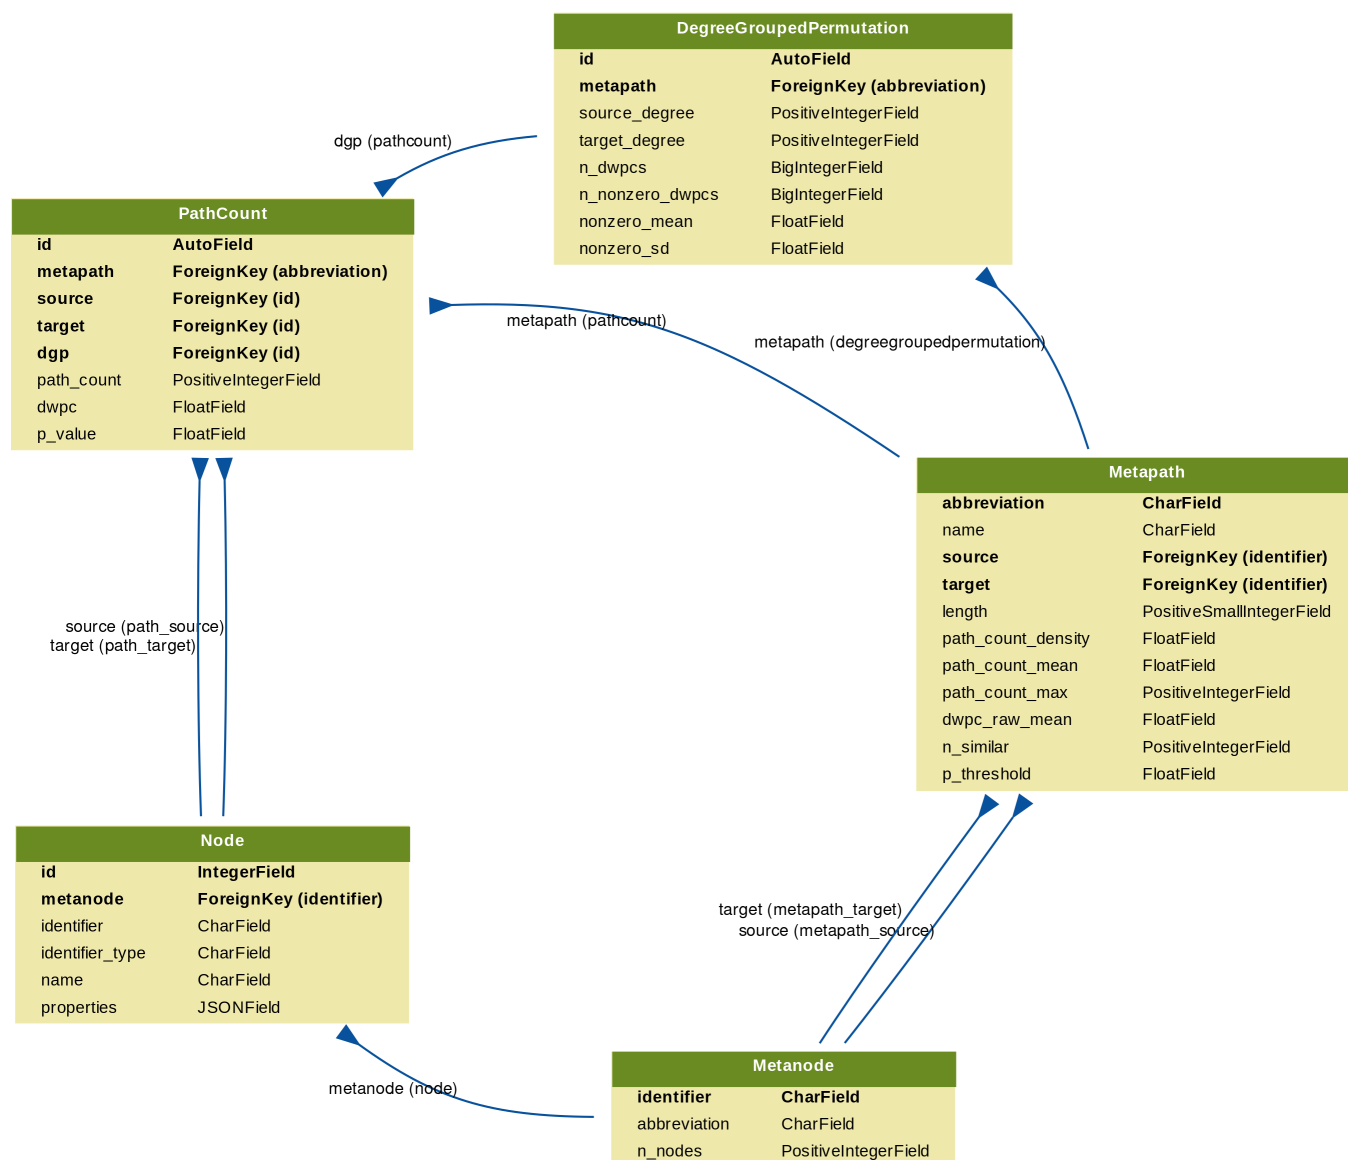 DegreeGroupedPermutation
id AutoField
metapath ForeignKey (abbreviation)
source_degree PositiveIntegerField
target_degree PositiveIntegerField
n_dwpcs BigIntegerField
n_nonzero_dwpcs BigIntegerField
nonzero_mean FloatField
nonzero_sd FloatField
dgp (pathcount)
PathCount
id AutoField
metapath ForeignKey (abbreviation)
source ForeignKey (id)
target ForeignKey (id)
dgp ForeignKey (id)
path_count PositiveIntegerField
dwpc FloatField
p_value FloatField
metapath (pathcount)
metapath (degreegroupedpermutation)
Metapath
abbreviation CharField
name CharField
source ForeignKey (identifier)
target ForeignKey (identifier)
length PositiveSmallIntegerField
path_count_density FloatField
path_count_mean FloatField
path_count_max PositiveIntegerField
dwpc_raw_mean FloatField
n_similar PositiveIntegerField
p_threshold FloatField
source (path_source)
target (path_target)
Node
id IntegerField
metanode ForeignKey (identifier)
identifier CharField
identifier_type CharField
name CharField
properties JSONField
target (metapath_target)
source (metapath_source)
metanode (node)
Metanode
identifier CharField
abbreviation CharField
n_nodes PositiveIntegerField